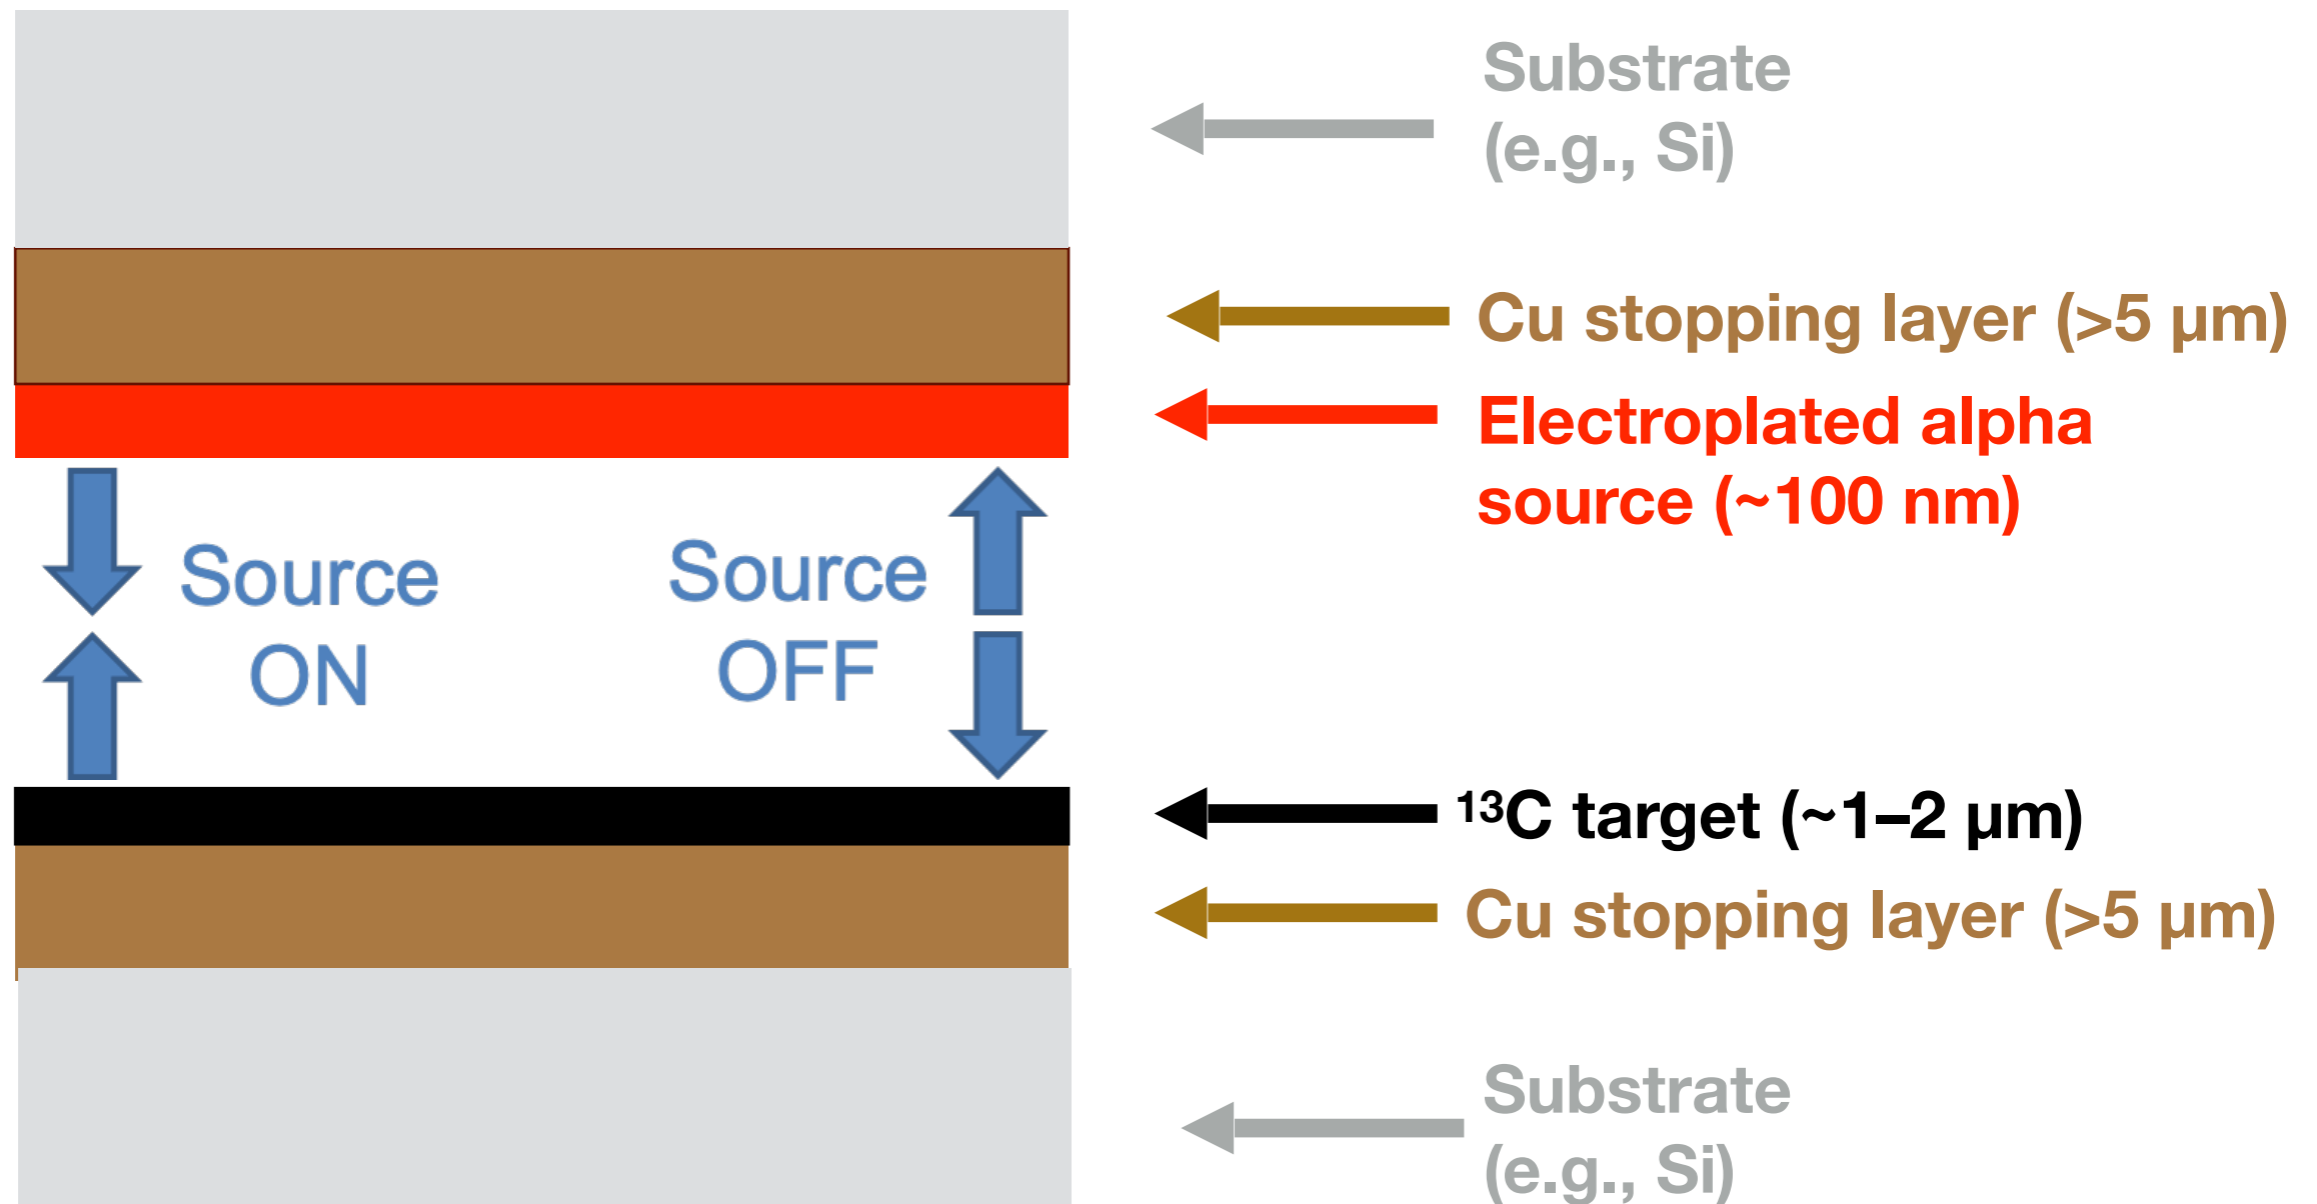 Substrate
(e.g., Si)
Cu stopping layer (>5 μm)
Electroplated alpha
source (~100 nm)
Source
ON
Source
OFF
¹³C target (~1–2 μm)
Cu stopping layer (>5 μm)
Substrate
(e.g., Si)